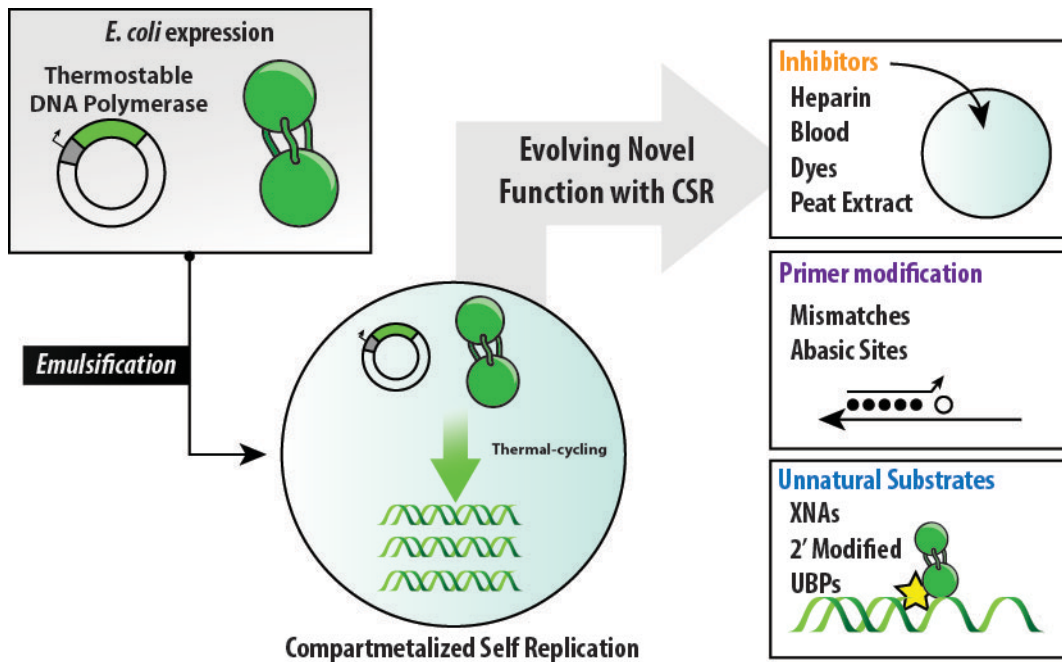 E. coli expression
Thermostable
DNA Polymerase
Emulsification
Thermal-cycling
Compartmetalized Self Replication
Evolving Novel
Function with CSR
Inhibitors
Heparin
Blood
Dyes
Peat Extract
Primer modification
Mismatches
Abasic Sites
Unnatural Substrates
XNAs
2′ Modified
UBPs